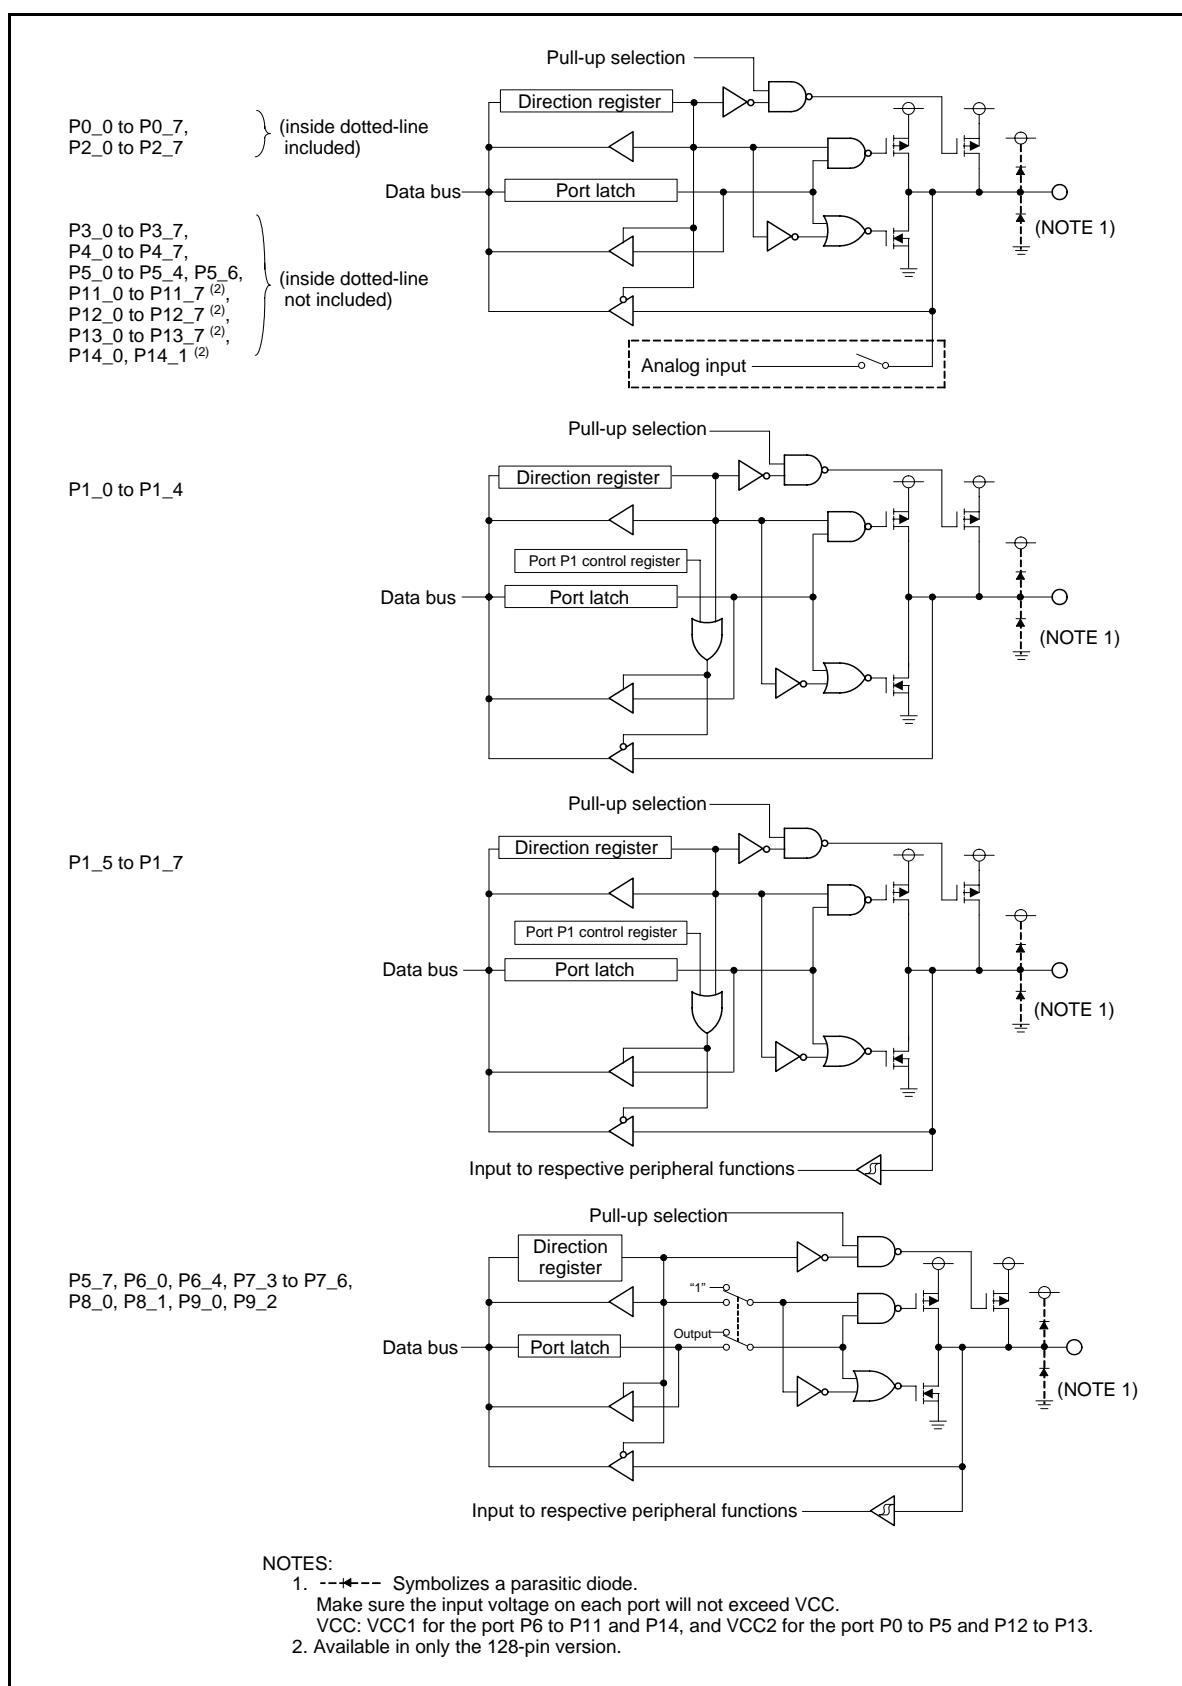 Pull-up selection
Direction register
P0_0 to P0_7,
P2_0 to P2_7
(inside dotted-line
included)
Data bus
Port latch
(NOTE 1)
P3_0 to P3_7,
P4_0 to P4_7,
P5_0 to P5_4, P5_6,
P11_0 to P11_7 (2),
P12_0 to P12_7 (2),
P13_0 to P13_7 (2),
P14_0, P14_1 (2)
(inside dotted-line
not included)
Analog input
Pull-up selection
P1_0 to P1_4
Direction register
Port P1 control register
Data bus
Port latch
(NOTE 1)
Pull-up selection
P1_5 to P1_7
Direction register
Port P1 control register
Data bus
Port latch
(NOTE 1)
Input to respective peripheral functions
Pull-up selection
Direction
register
P5_7, P6_0, P6_4, P7_3 to P7_6,
P8_0, P8_1, P9_0, P9_2
“1”
Output
Data bus
Port latch
(NOTE 1)
Input to respective peripheral functions
NOTES:
1. Symbolizes a parasitic diode.
Make sure the input voltage on each port will not exceed VCC.
VCC: VCC1 for the port P6 to P11 and P14, and VCC2 for the port P0 to P5 and P12 to P13.
2. Available in only the 128-pin version.